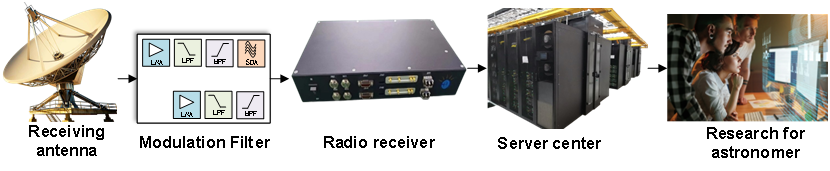 LNA LPF HPF SDA
LNA LPF HPF
Receiving
antenna
Modulation Filter
Radio receiver
Server center
Research for
astronomer